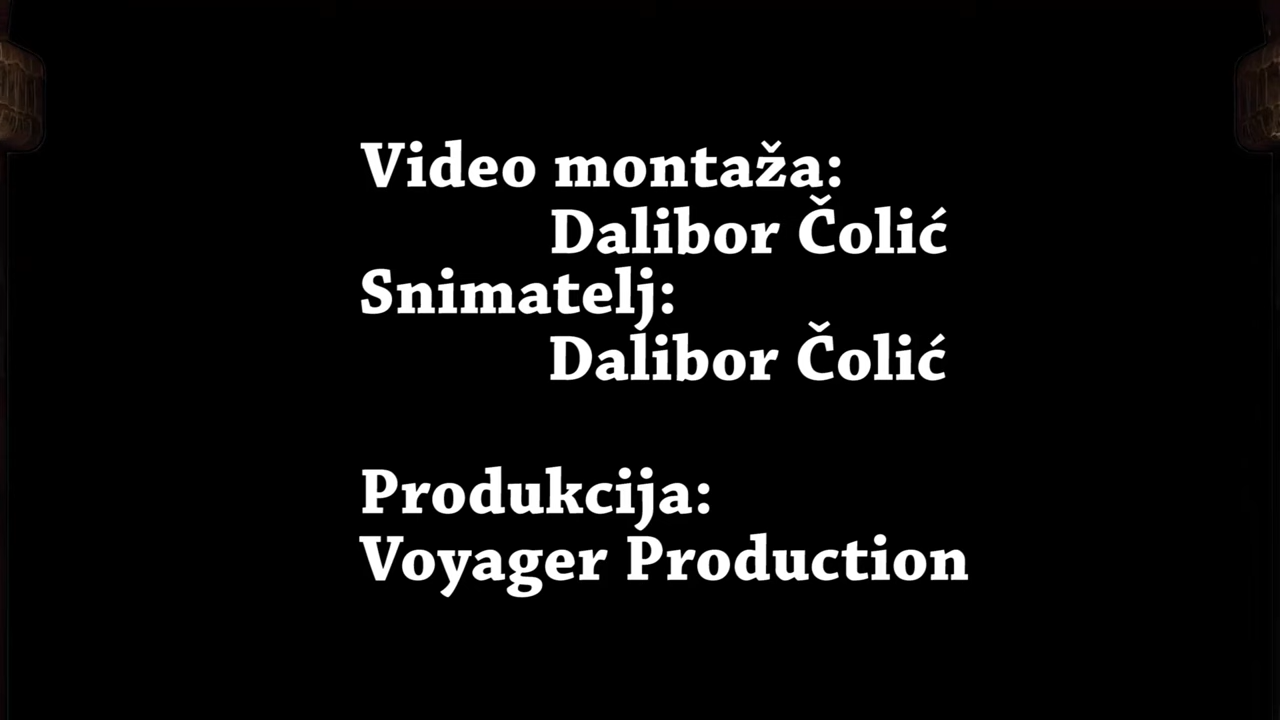 Video montaža:
Dalibor Čolić
Snimatelj:
Dalibor Čolić
Produkcija:
Voyager Production